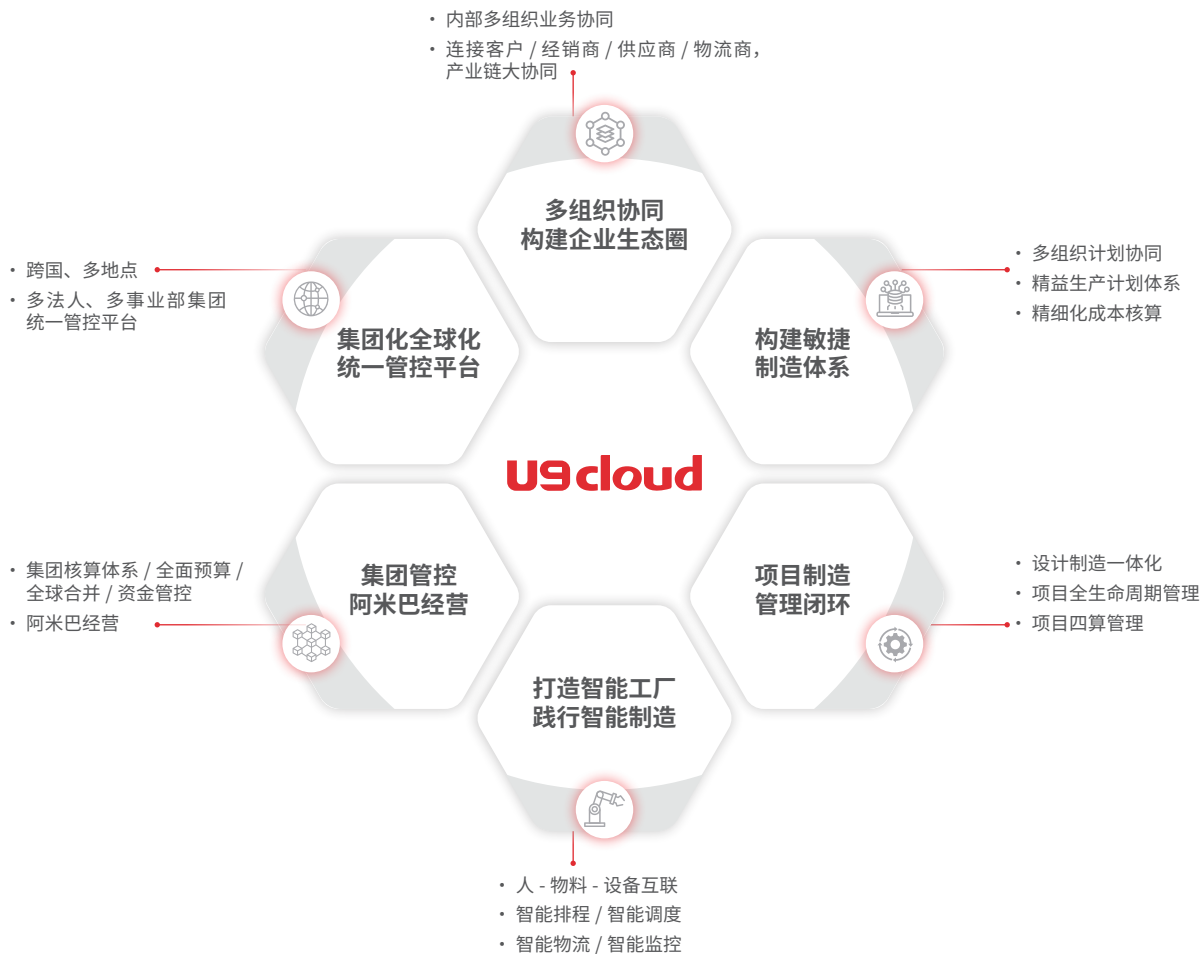 · 内部多组织业务协同
· 连接客户 / 经销商 / 供应商 / 物流商，
产业链大协同
多组织协同
构建企业生态圈
· 跨国、多地点
· 多法人、多事业部集团
统一管控平台
集团化全球化
统一管控平台
构建敏捷
制造体系
· 多组织计划协同
· 精益生产计划体系
· 精细化成本核算
U9cloud
· 集团核算体系 / 全面预算 /
全球合并 / 资金管控
· 阿米巴经营
集团管控
阿米巴经营
项目制造
管理闭环
· 设计制造一体化
· 项目全生命周期管理
· 项目四算管理
打造智能工厂
践行智能制造
· 人 - 物料 - 设备互联
· 智能排程 / 智能调度
· 智能物流 / 智能监控